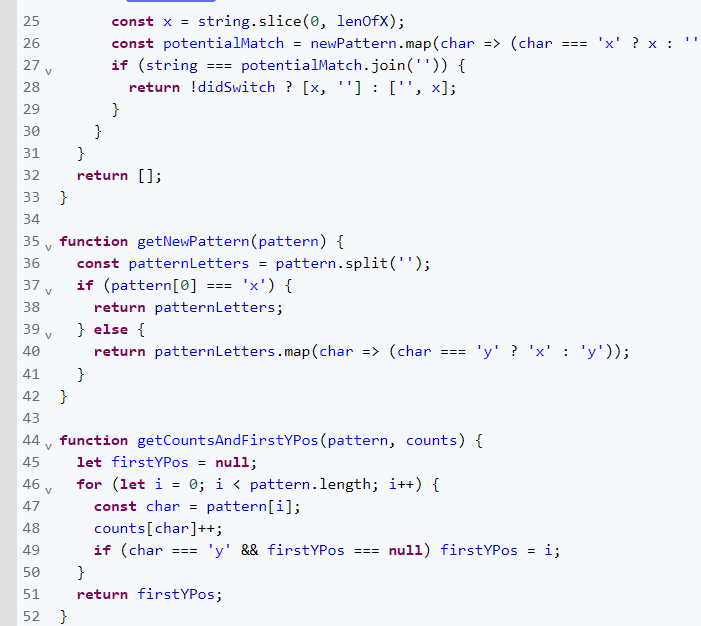 25 const x = string.slice(0, lenOfX);
26 const potentialMatch = newPattern.map(char => (char === 'x' ? x : ''
27 if (string === potentialMatch.join('')) {
28 return !didSwitch ? [x, ''] : ['', x];
29 }
30 }
31 }
32 return [];
33 }
34
35 function getNewPattern(pattern) {
36 const patternLetters = pattern.split('');
37 if (pattern[0] === 'x') {
38 return patternLetters;
39 } else {
40 return patternLetters.map(char => (char === 'y' ? 'x' : 'y'));
41 }
42 }
43
44 function getCountsAndFirstYPos(pattern, counts) {
45 let firstYPos = null;
46 for (let i = 0; i < pattern.length; i++) {
47 const char = pattern[i];
48 counts[char]++;
49 if (char === 'y' && firstYPos === null) firstYPos = i;
50 }
51 return firstYPos;
52 }